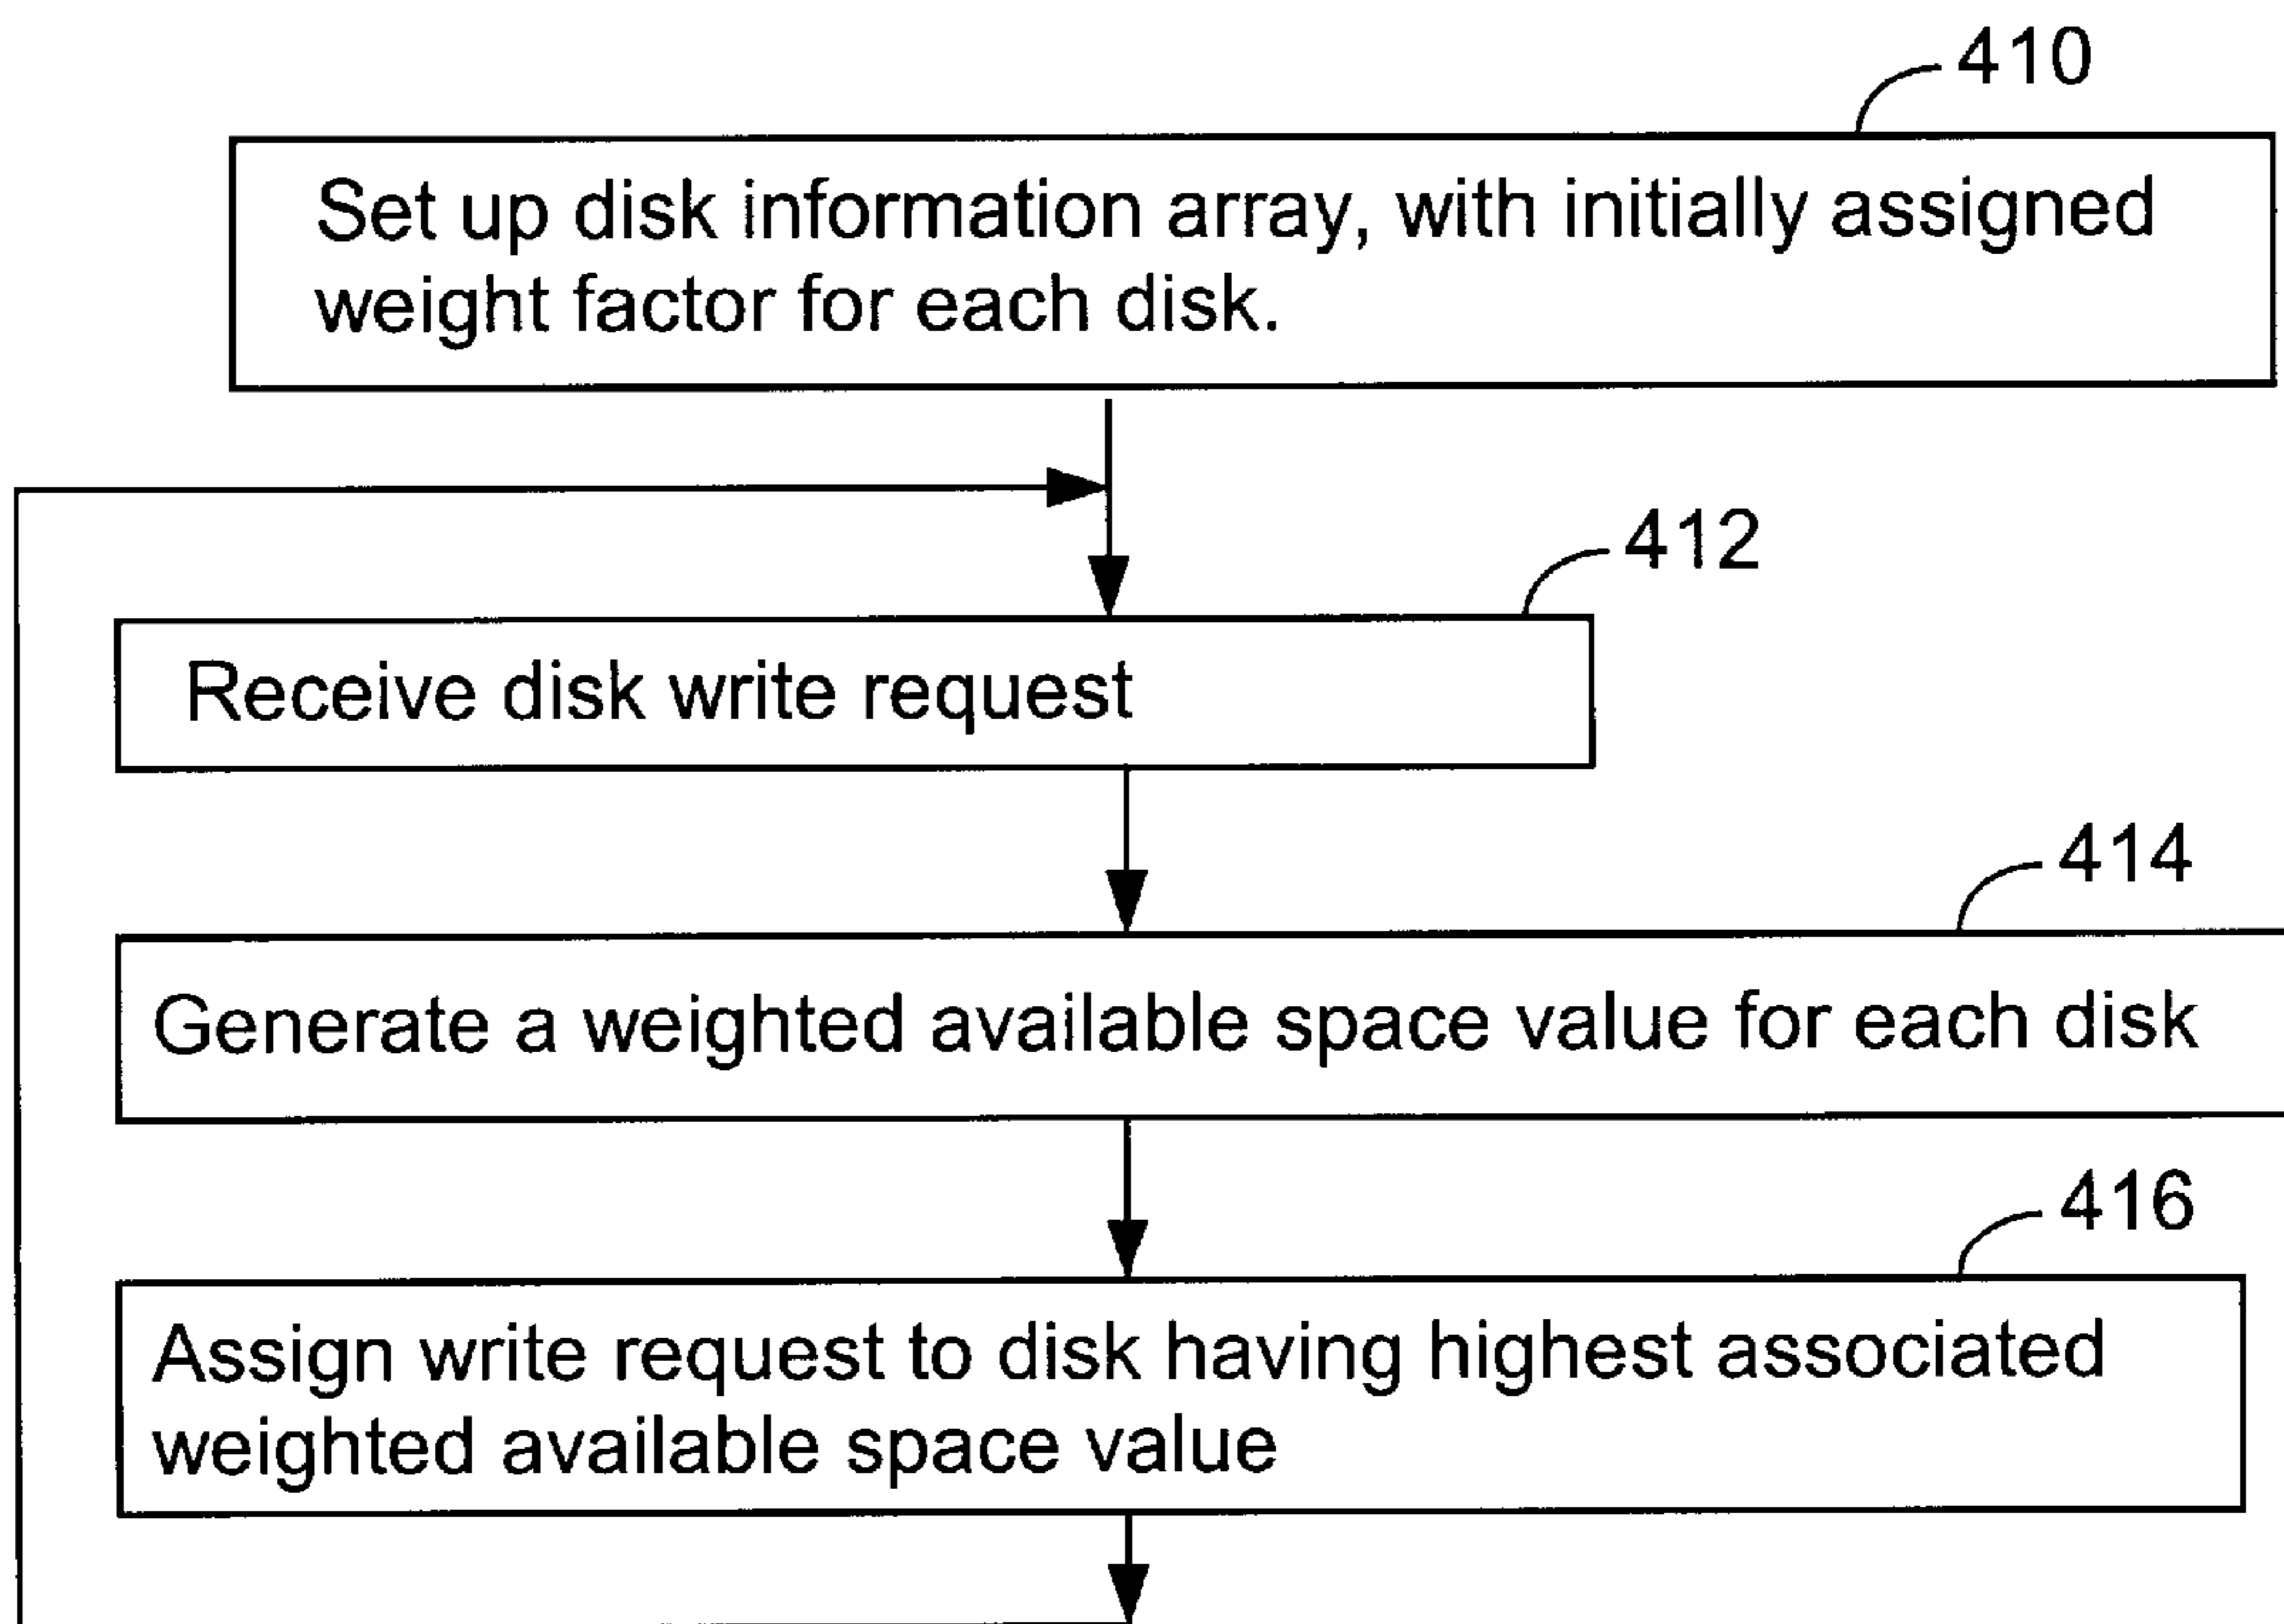 410
Set up disk information array, with initially assigned
weight factor for each disk.
412
Receive disk write request
414
Generate a weighted available space value for each disk
416
Assign write request to disk having highest associated
weighted available space value